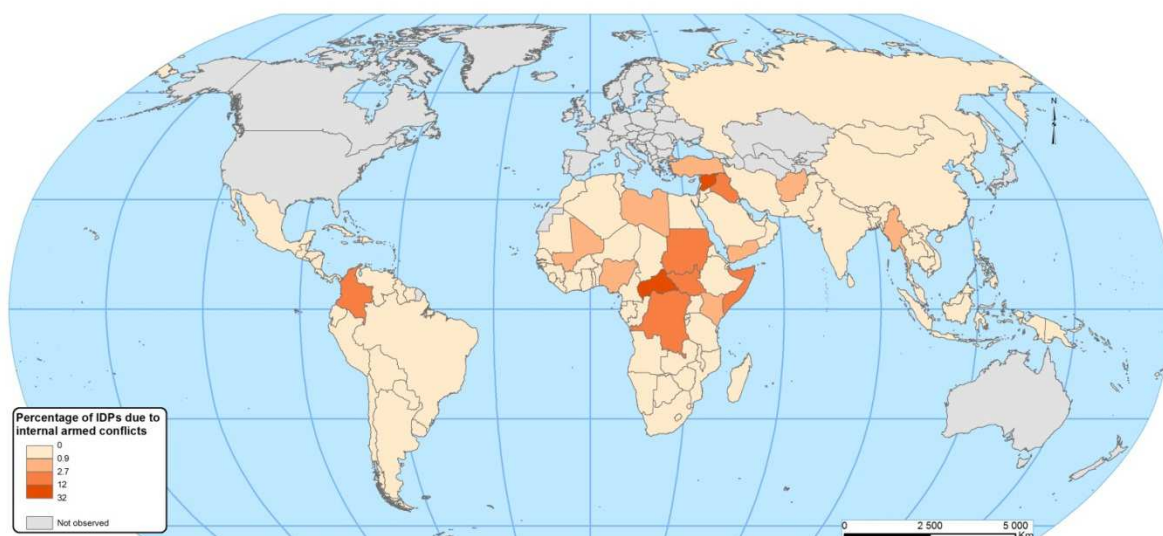 N
Percentage of IDPs due to
internal armed conflicts
0
0.9
2.7
12
32
Not observed
0 2 500 5 000
Km